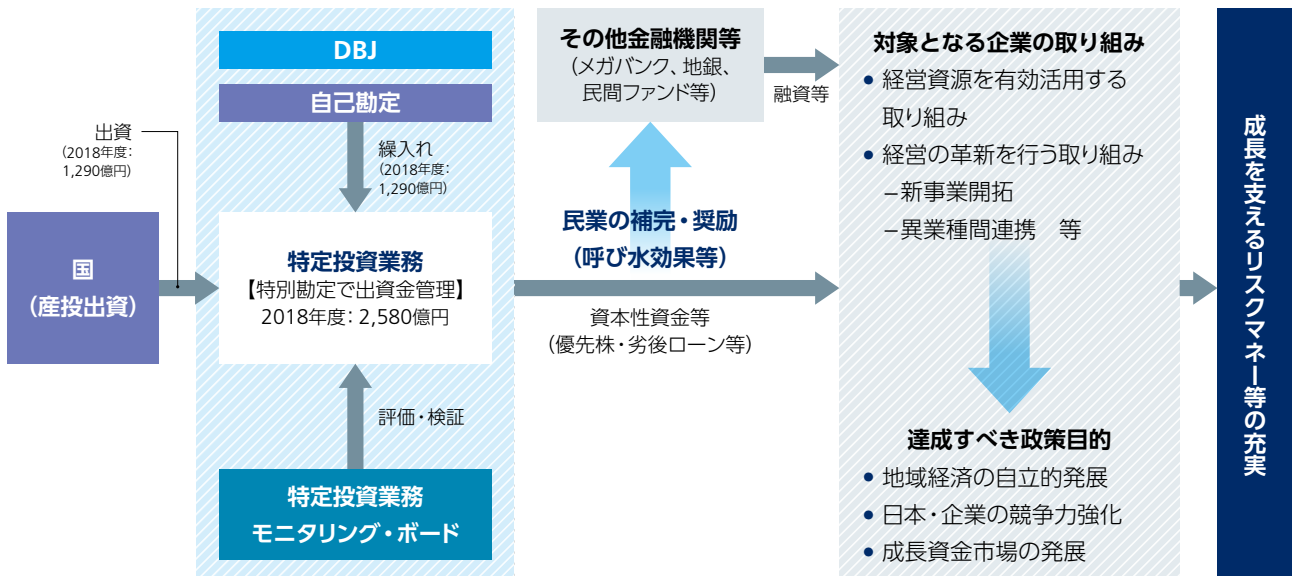 出資
(2018年度:
1,290億円)
国
(産投出資)
DBJ
自己勘定
繰入れ
(2018年度:
1,290億円)
特定投資業務
【特別勘定で出資金管理】
2018年度: 2,580億円
評価・検証
特定投資業務
モニタリング・ボード
その他金融機関等
(メガバンク、地銀、
民間ファンド等)
融資等
民業の補完・奨励
(呼び水効果等)
資本性資金等
(優先株・劣後ローン等)
対象となる企業の取り組み
• 経営資源を有効活用する
取り組み
• 経営の革新を行う取り組み
–新事業開拓
–異業種間連携　等
達成すべき政策目的
• 地域経済の自立的発展
• 日本・企業の競争力強化
• 成長資金市場の発展
成長を支えるリスクマネー等の充実